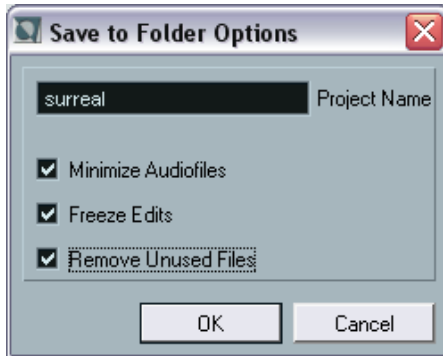 Save to Folder Options
surreal Project Name
Minimize Audiofiles
Freeze Edits
Remove Unused Files
OK Cancel